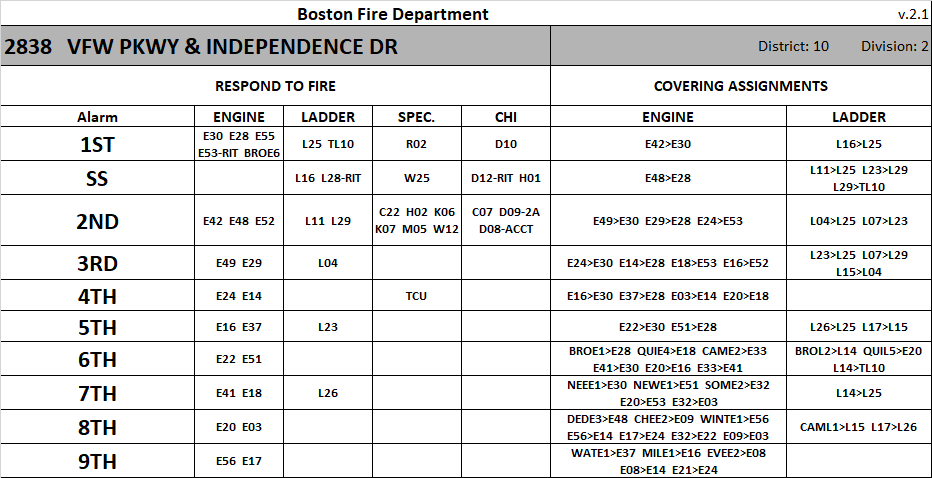 Boston Fire Department v.2.1
2838 VFW PKWY & INDEPENDENCE DR District: 10 Division: 2
RESPOND TO FIRE COVERING ASSIGNMENTS
Alarm ENGINE LADDER SPEC. CHI ENGINE LADDER
1ST E30 E28 E55 E53-RIT BROE6 L25 TL10 R02 D10 E42>E30 L16>L25
SS L16 L28-RIT W25 D12-RIT H01 E48>E28 L11>L25 L23>L29 L29>TL10
2ND E42 E48 E52 L11 L29 C22 H02 K06 K07 M05 W12 C07 D09-2A D08-ACCT E49>E30 E29>E28 E24>E53 L04>L25 L07>L23
3RD E49 E29 L04 E24>E30 E14>E28 E18>E53 E16>E52 L23>L25 L07>L29 L15>L04
4TH E24 E14 TCU E16>E30 E37>E28 E03>E14 E20>E18
5TH E16 E37 L23 E22>E30 E51>E28 L26>L25 L17>L15
6TH E22 E51 BROE1>E28 QUIE4>E18 CAME2>E33 E41>E30 E20>E16 E33>E41 BROL2>L14 QUIL5>E20 L14>TL10
7TH E41 E18 L26 NEEE1>E30 NEWE1>E51 SOME2>E32 E20>E53 E32>E03 L14>L25
8TH E20 E03 DEDE3>E48 CHEE2>E09 WINTE1>E56 E56>E14 E17>E24 E32>E22 E09>E03 CAML1>L15 L17>L26
9TH E56 E17 WATE1>E37 MILE1>E16 EVEE2>E08 E08>E14 E21>E24